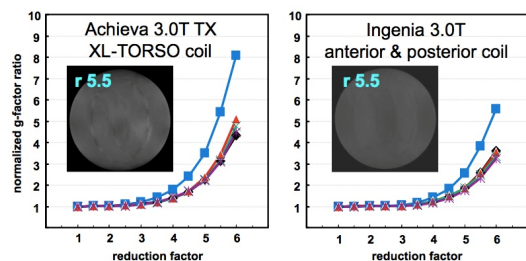 Achieva 3.0T TX
XL-TORSO coil
r 5.5
normalized g-factor ratio
10
9
8
7
6
5
4
3
2
1
1 2 3 4 5 6
reduction factor
Ingenia 3.0T
anterior & posterior coil
r 5.5
10
9
8
7
6
5
4
3
2
1
1 2 3 4 5 6
reduction factor